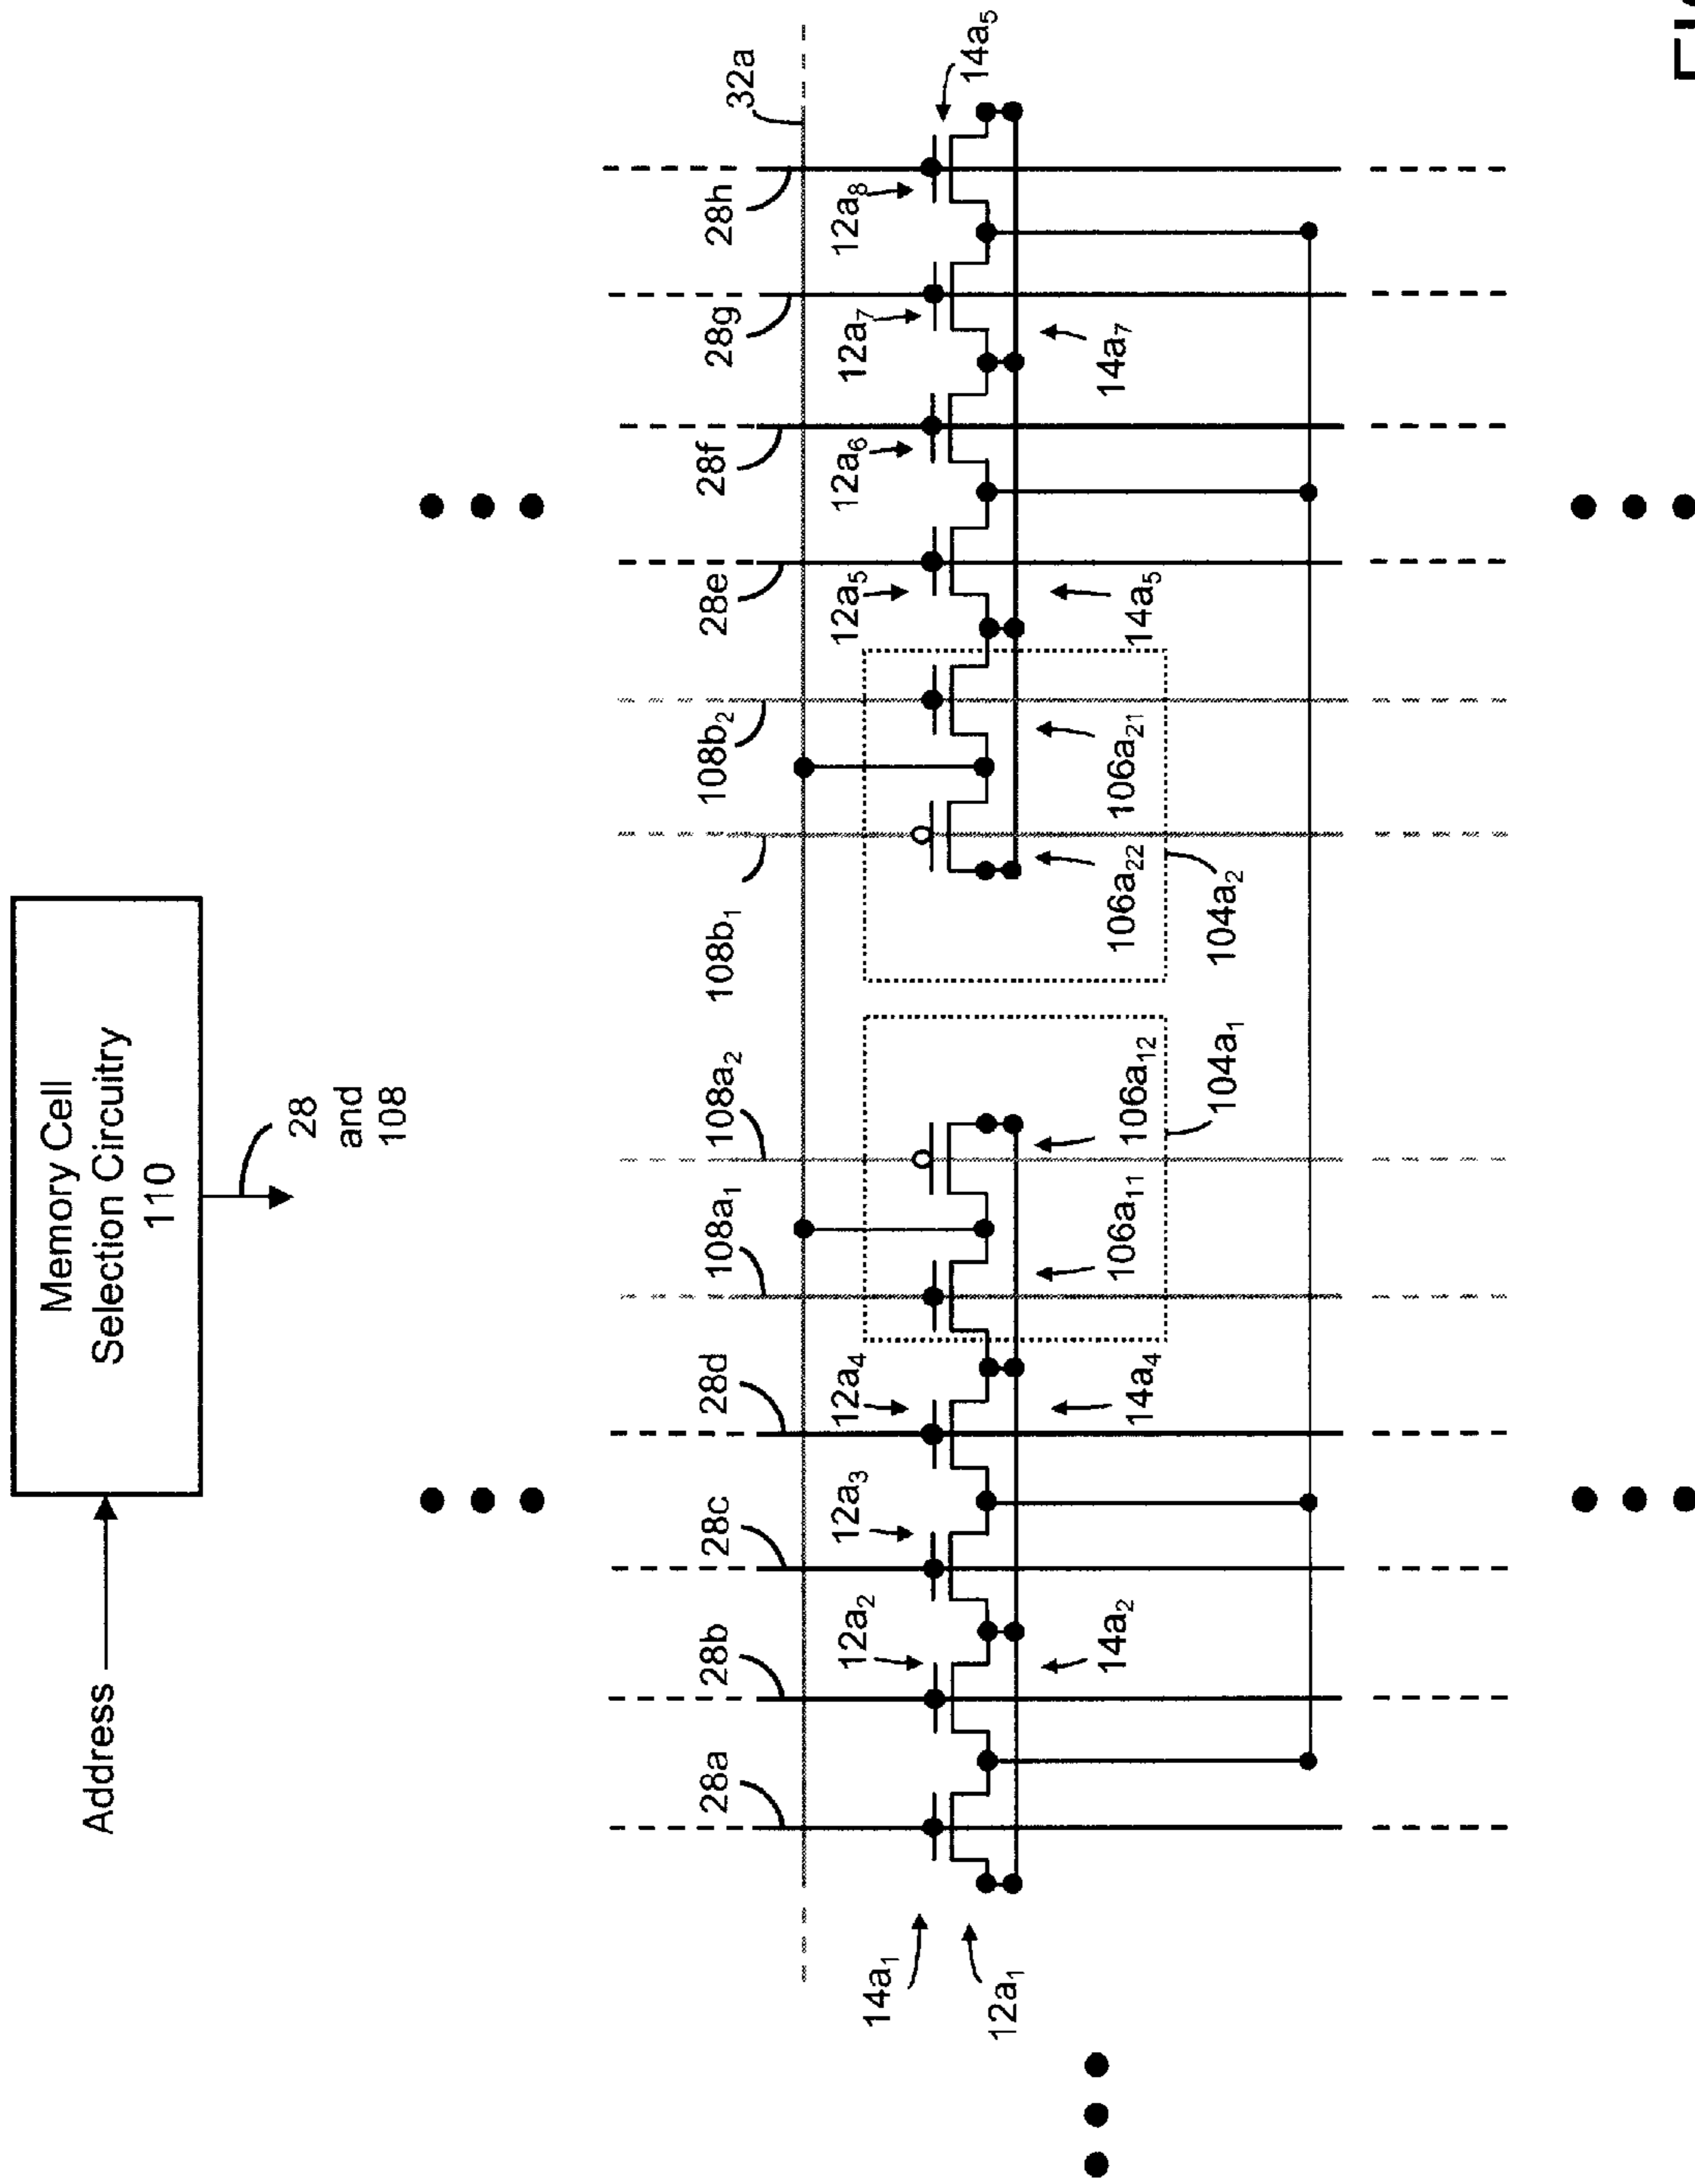 Memory Cell
Selection Circuitry
110
Address
28
and
108
28a
28b
28c
28d
108a₁
108a₂
108b₁
108b₂
28e
28f
28g
28h
32a
14a₁
12a₁
12a₂
12a₃
12a₄
12a₅
12a₆
12a₇
12a₈
14a₅
14a₂
14a₄
106a₁₁
106a₁₂
106a₂₂
106a₂₁
14a₅
14a₇
104a₁
104a₂